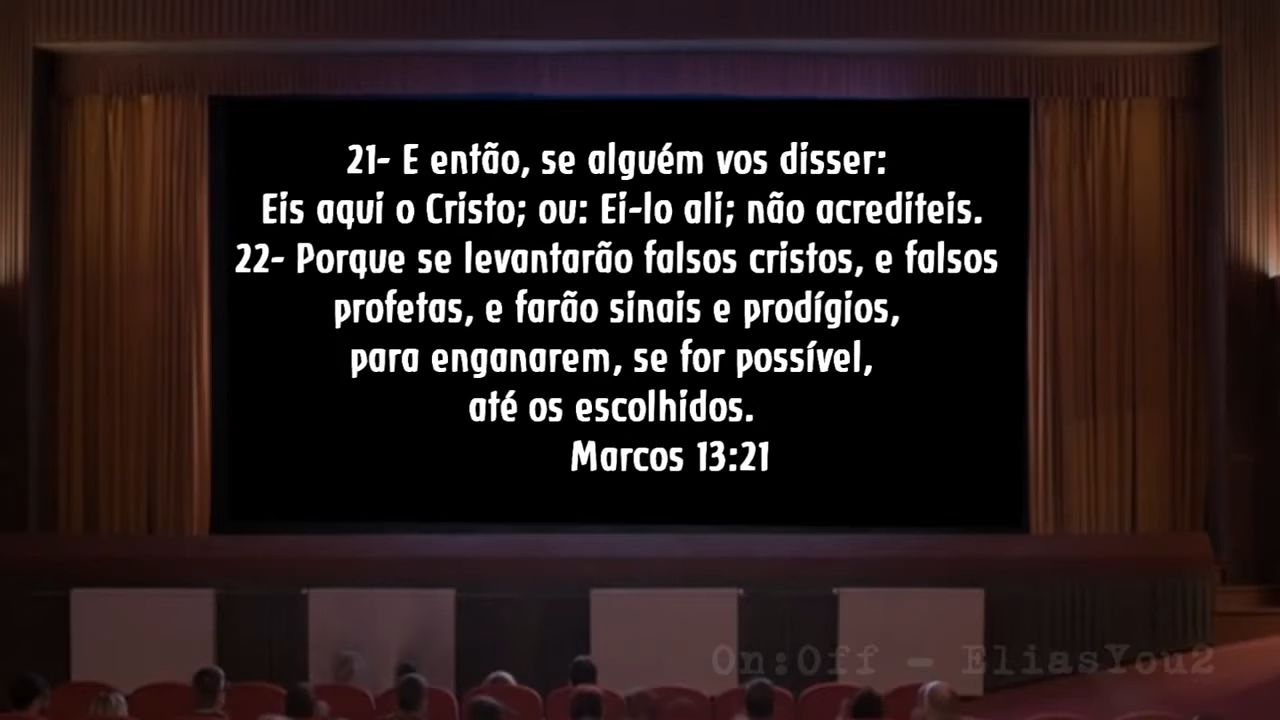 21- E então, se alguém vos disser:
Eis aqui o Cristo; ou: Ei-lo ali; não acrediteis.
22- Porque se levantarão falsos cristos, e falsos
profetas, e farão sinais e prodígios,
para enganarem, se for possível,
até os escolhidos.
Marcos 13:21
On:Off - EliasYou2